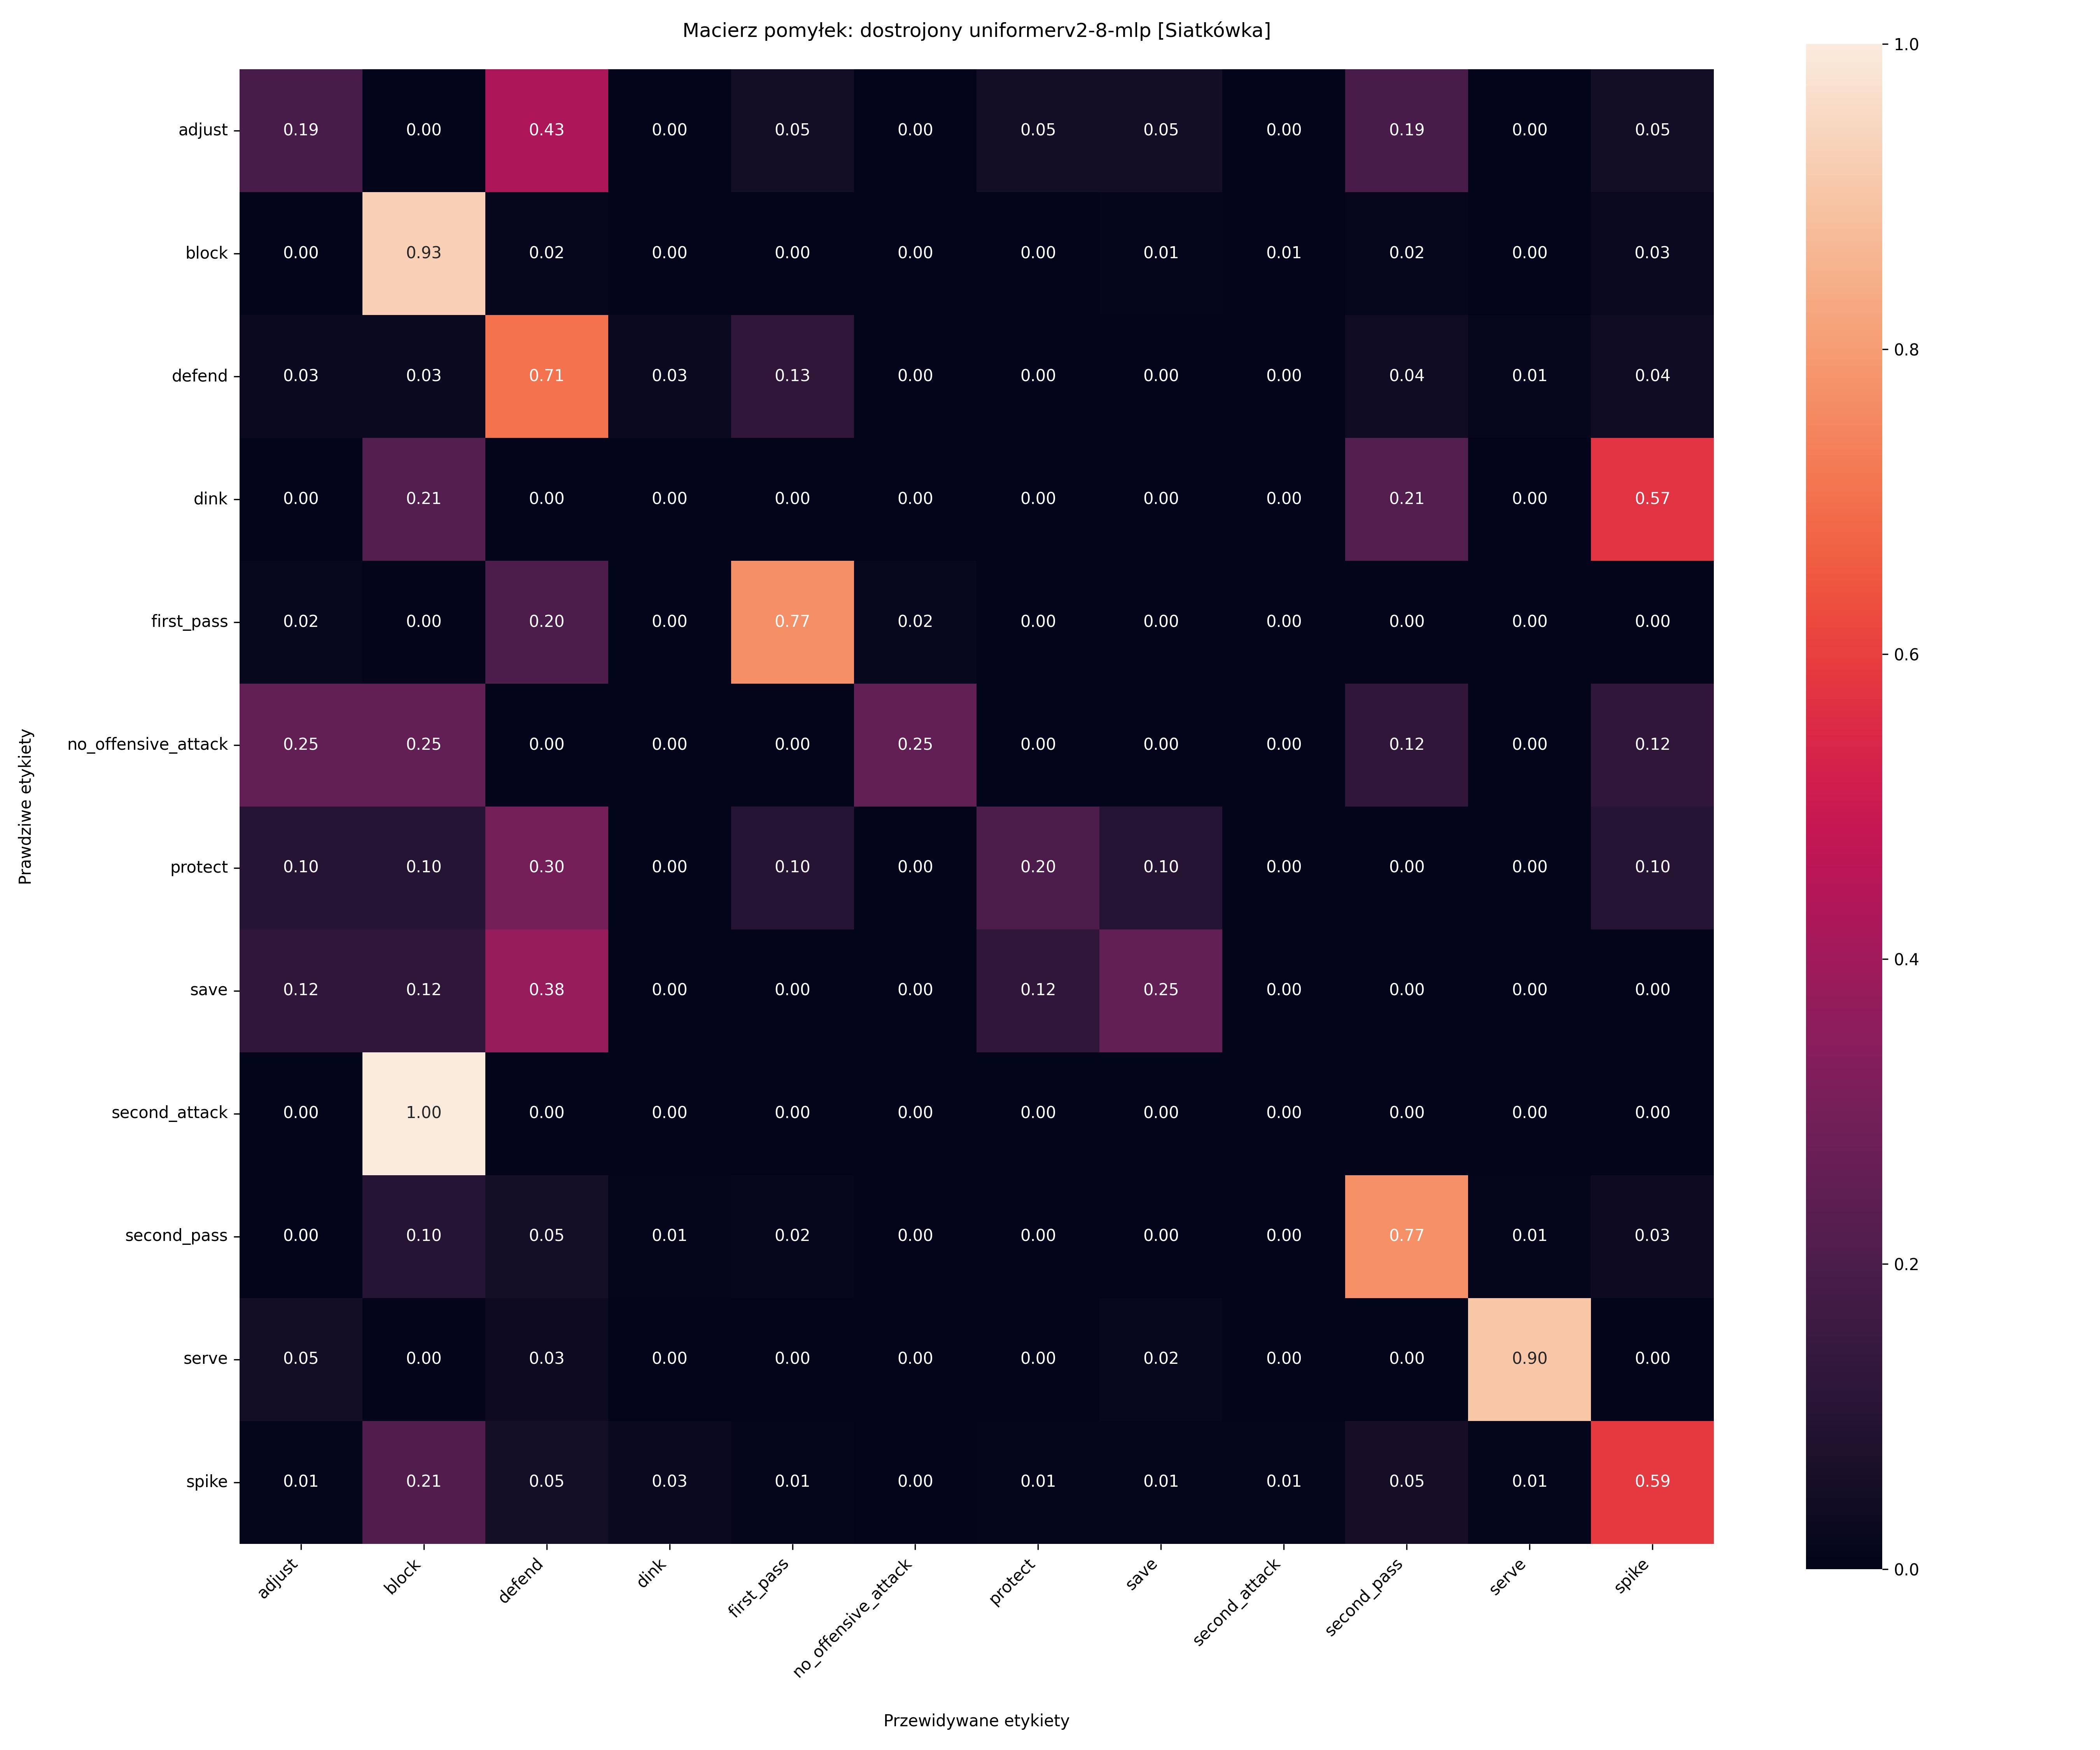 Macierz pomyłek: dostrojony uniformerv2-8-mlp [Siatkówka]
1.0
adjust 0.19 0.00 0.43 0.00 0.05 0.00 0.05 0.05 0.00 0.19 0.00 0.05
block 0.00 0.93 0.02 0.00 0.00 0.00 0.00 0.01 0.01 0.02 0.00 0.03
0.8
defend 0.03 0.03 0.71 0.03 0.13 0.00 0.00 0.00 0.00 0.04 0.01 0.04
dink 0.00 0.21 0.00 0.00 0.00 0.00 0.00 0.00 0.00 0.21 0.00 0.57
first_pass 0.02 0.00 0.20 0.00 0.77 0.02 0.00 0.00 0.00 0.00 0.00 0.00
0.6
no_offensive_attack 0.25 0.25 0.00 0.00 0.00 0.25 0.00 0.00 0.00 0.12 0.00 0.12
Prawdziwe etykiety
protect 0.10 0.10 0.30 0.00 0.10 0.00 0.20 0.10 0.00 0.00 0.00 0.10
0.4
save 0.12 0.12 0.38 0.00 0.00 0.00 0.12 0.25 0.00 0.00 0.00 0.00
second_attack 0.00 1.00 0.00 0.00 0.00 0.00 0.00 0.00 0.00 0.00 0.00 0.00
second_pass 0.00 0.10 0.05 0.01 0.02 0.00 0.00 0.00 0.00 0.77 0.01 0.03
0.2
serve 0.05 0.00 0.03 0.00 0.00 0.00 0.00 0.02 0.00 0.00 0.90 0.00
spike 0.01 0.21 0.05 0.03 0.01 0.00 0.01 0.01 0.01 0.05 0.01 0.59
0.0
adjust block defend dink first_pass no_offensive_attack protect save second_attack second_pass serve spike
Przewidywane etykiety